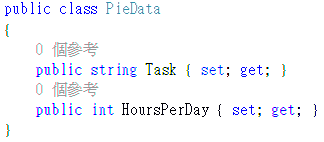 public class PieData
{
0 個參考
public string Task { set; get; }
0 個參考
public int HoursPerDay { set; get; }
}